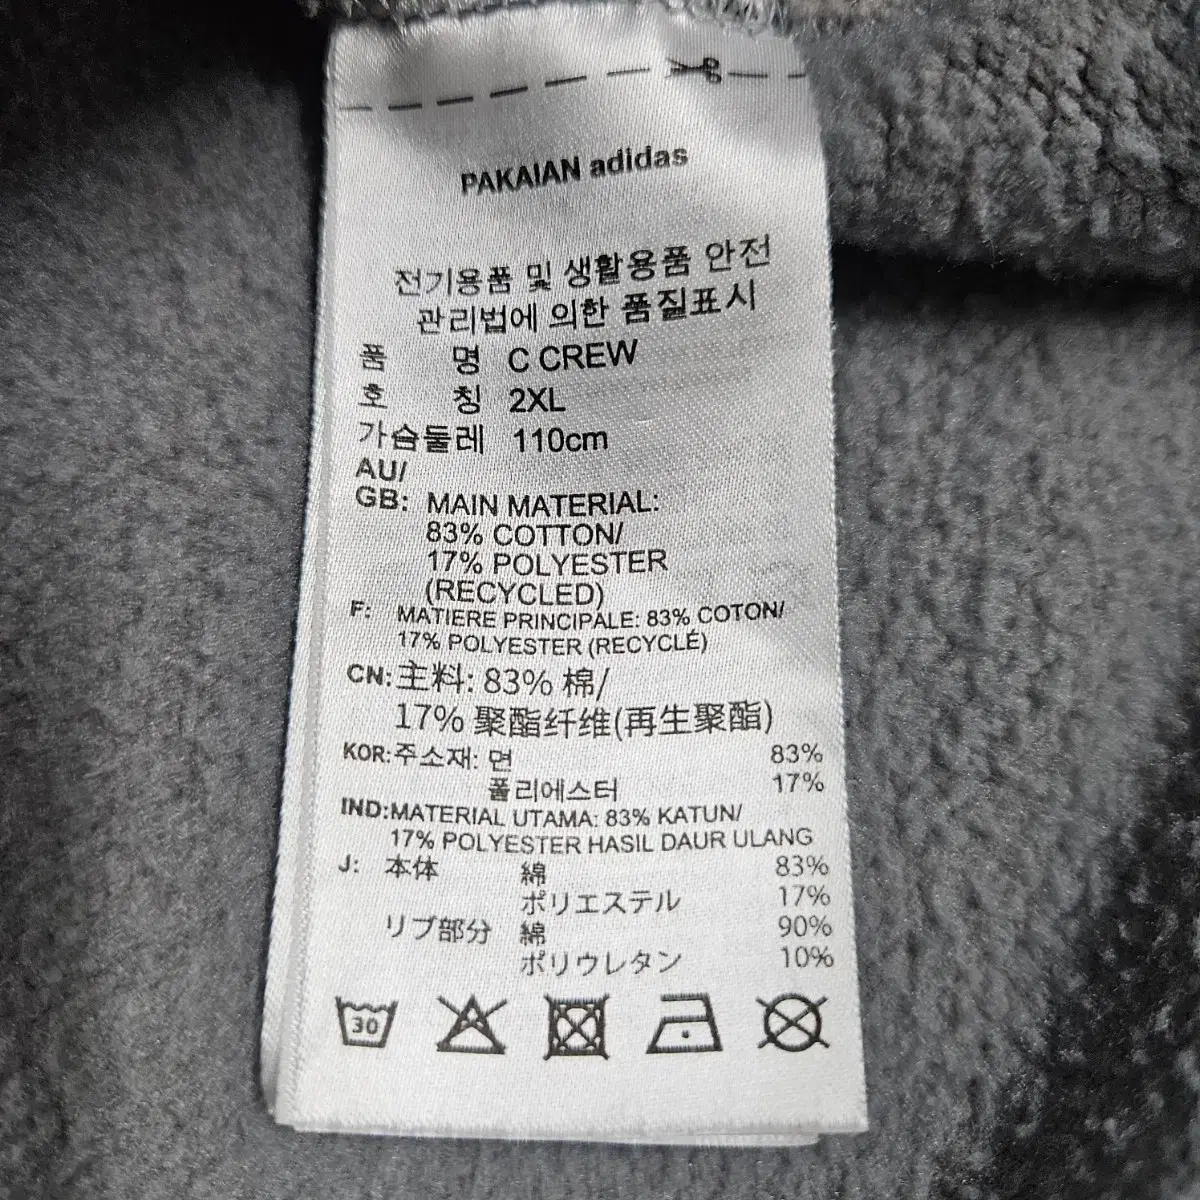 PAKAIAN adidas
전기용품 및 생활용품 안전
관리법에 의한 품질표시
품 명 C CREW
호 칭 2XL
가슴둘레 110cm
AU/
GB: MAIN MATERIAL:
83% COTTON/
17% POLYESTER
(RECYCLED)
F: MATIERE PRINCIPALE: 83% COTON/
17% POLYESTER (RECYCLÉ)
CN: 主料: 83% 棉/
17% 聚酯纤维(再生聚酯)
KOR: 주소재: 면 83%
폴리에스터 17%
IND: MATERIAL UTAMA: 83% KATUN/
17% POLYESTER HASIL DAUR ULANG
J: 本体 綿 83%
ポリエステル 17%
リブ部分 綿 90%
ポリウレタン 10%
30